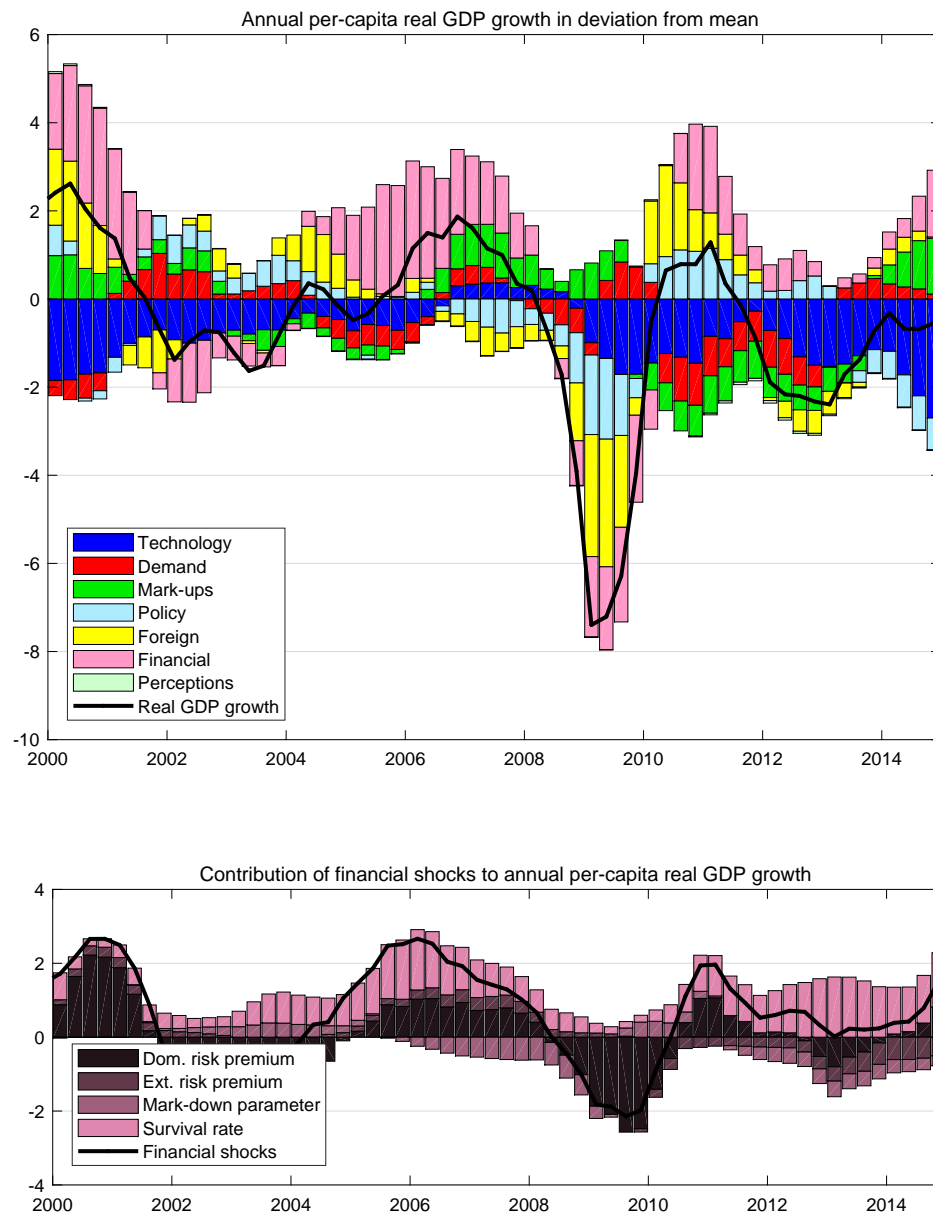 Annual per-capita real GDP growth in deviation from mean
6
4
2
0
-2
-4
-6
-8
-10
Technology
Demand
Mark-ups
Policy
Foreign
Financial
Perceptions
Real GDP growth
2000 2002 2004 2006 2008 2010 2012 2014
Contribution of financial shocks to annual per-capita real GDP growth
4
2
0
-2
-4
Dom. risk premium
Ext. risk premium
Mark-down parameter
Survival rate
Financial shocks
2000 2002 2004 2006 2008 2010 2012 2014